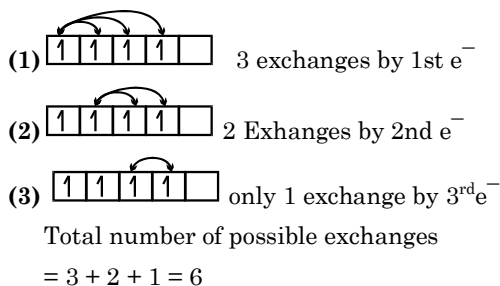 (1) 1 1 1 1 3 exchanges by 1st e⁻
(2) 1 1 1 1 2 Exhanges by 2nd e⁻
(3) 1 1 1 1 only 1 exchange by 3ʳᵈe⁻
Total number of possible exchanges
= 3 + 2 + 1 = 6